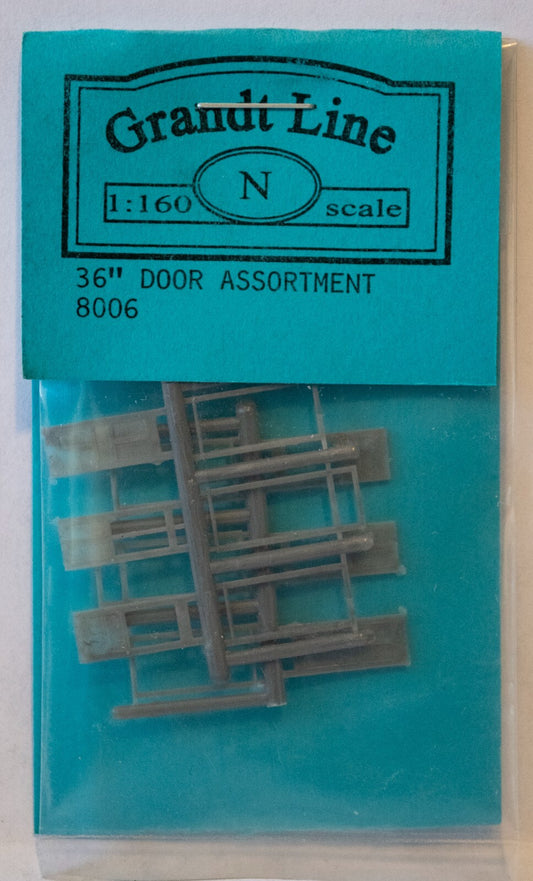 Grandt Line
1:160 N scale
36" DOOR ASSORTMENT
8006